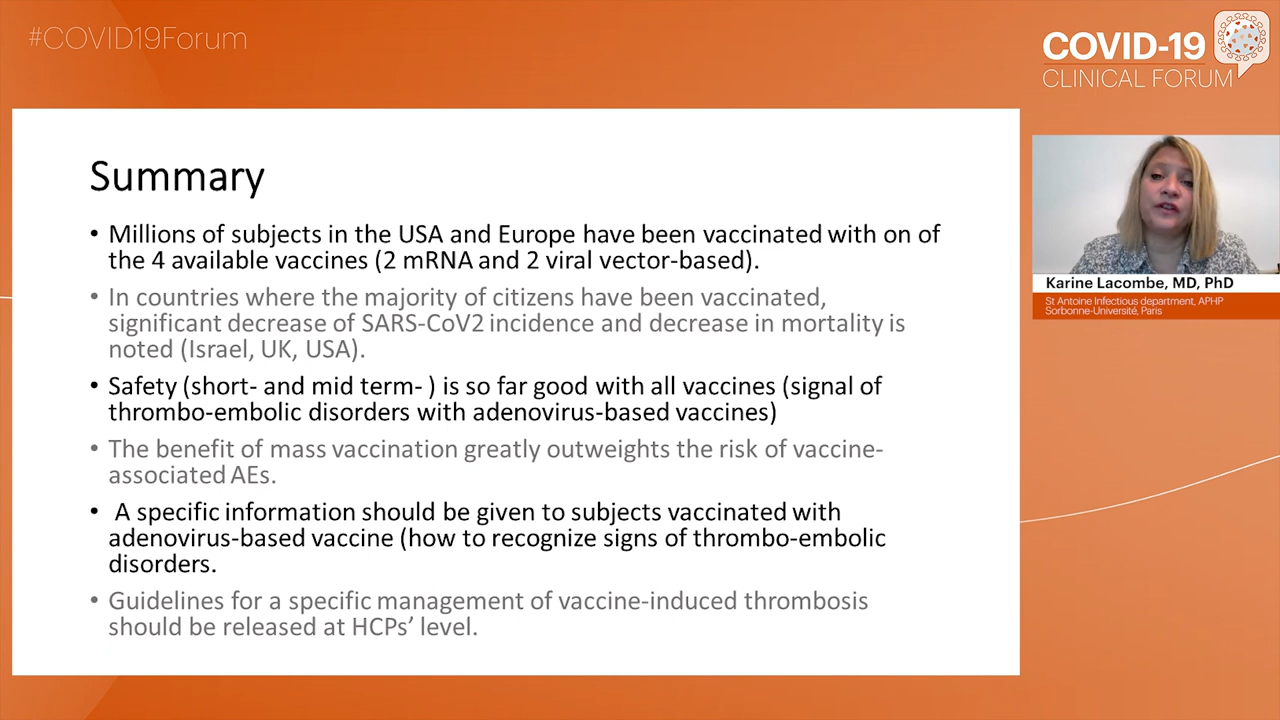 #COVID19Forum
COVID-19
CLINICAL FORUM
Summary
• Millions of subjects in the USA and Europe have been vaccinated with on of
the 4 available vaccines (2 mRNA and 2 viral vector-based).
• In countries where the majority of citizens have been vaccinated,
significant decrease of SARS-CoV2 incidence and decrease in mortality is
noted (Israel, UK, USA).
• Safety (short- and mid term- ) is so far good with all vaccines (signal of
thrombo-embolic disorders with adenovirus-based vaccines)
• The benefit of mass vaccination greatly outweights the risk of vaccine-
associated AEs.
• A specific information should be given to subjects vaccinated with
adenovirus-based vaccine (how to recognize signs of thrombo-embolic
disorders.
• Guidelines for a specific management of vaccine-induced thrombosis
should be released at HCPs’ level.
Karine Lacombe, MD, PhD
St Antoine Infectious department, APHP
Sorbonne-Université, Paris